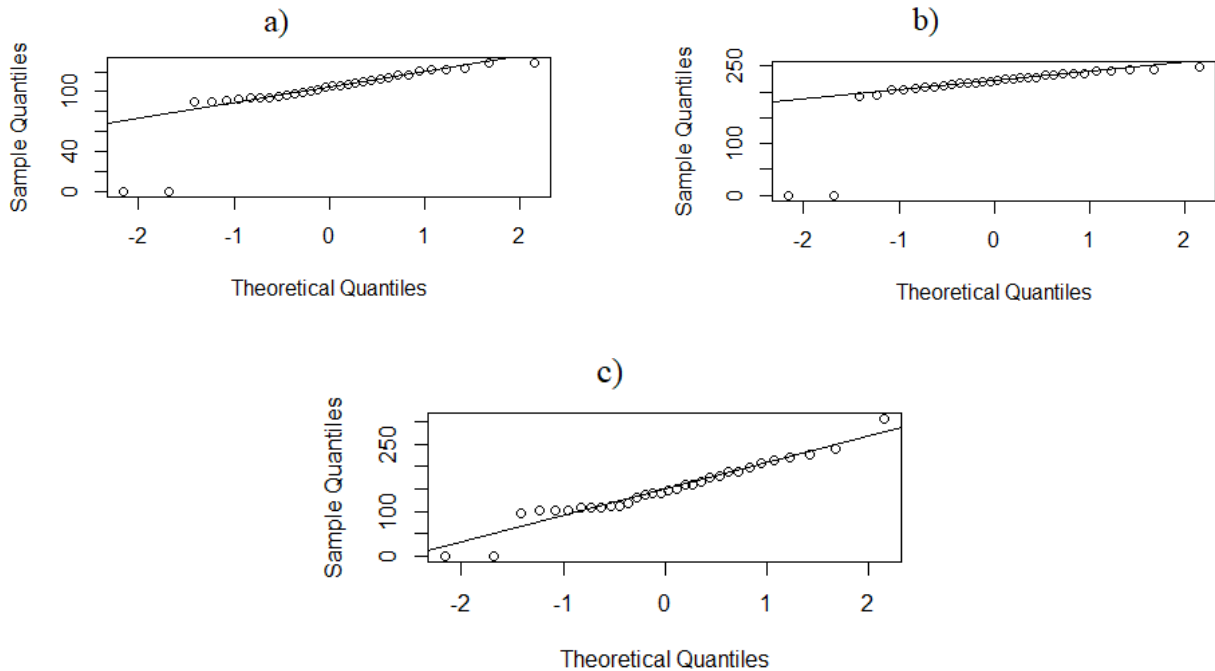 a)
Sample Quantiles
100
40
0
-2 -1 0 1 2
Theoretical Quantiles
b)
Sample Quantiles
250
100
0
-2 -1 0 1 2
Theoretical Quantiles
c)
Sample Quantiles
250
100
0
-2 -1 0 1 2
Theoretical Quantiles